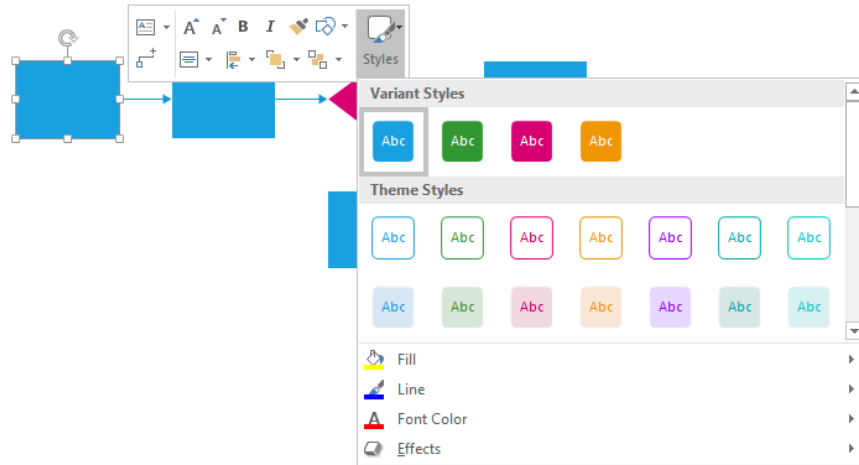 A A B I
Styles
Variant Styles
Abc Abc Abc Abc
Theme Styles
Abc Abc Abc Abc Abc Abc Abc
Abc Abc Abc Abc Abc Abc Abc
Fill
Line
A Font Color
Effects